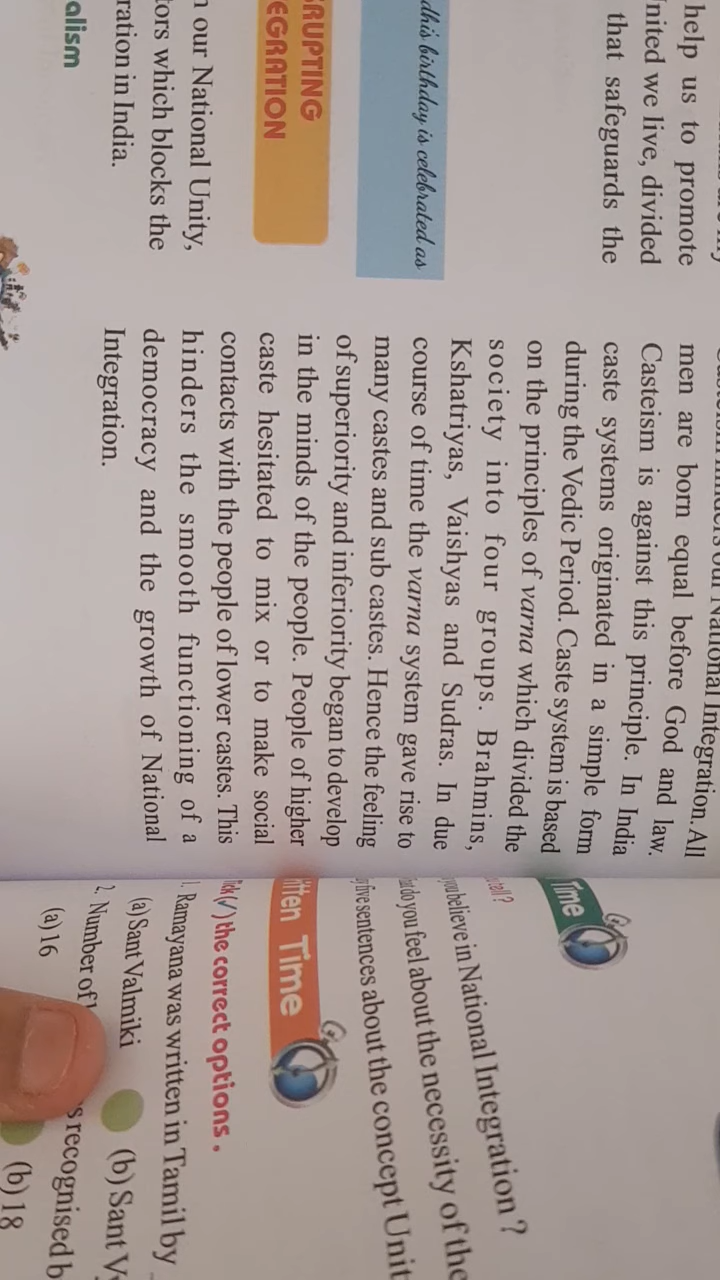 help us to promote
nited we live, divided
that safeguards the
dhis birthday is celebrated as
RUPTING
EGRATION
our National Unity,
tors which blocks the
ration in India.
alism
National Integration. All
men are born equal before God and law.
Casteism is against this principle. In India
caste systems originated in a simple form
during the Vedic Period. Caste system is based
on the principles of varna which divided the
society into four groups. Brahmins,
Kshatriyas, Vaishyas and Sudras. In due
course of time the varna system gave rise to
many castes and sub castes. Hence the feeling
of superiority and inferiority began to develop
in the minds of the people. People of higher
caste hesitated to mix or to make social
contacts with the people of lower castes. This
hinders the smooth functioning of a
democracy and the growth of National
Integration.
Time
you believe in National Integration ?
do you feel about the necessity of the
five sentences about the concept Unit
itten Time
Tick (✓) the correct options .
1. Ramayana was written in Tamil by
(a) Sant Valmiki (b) Sant V
2. Number of recognised b
(a) 16 (b) 18